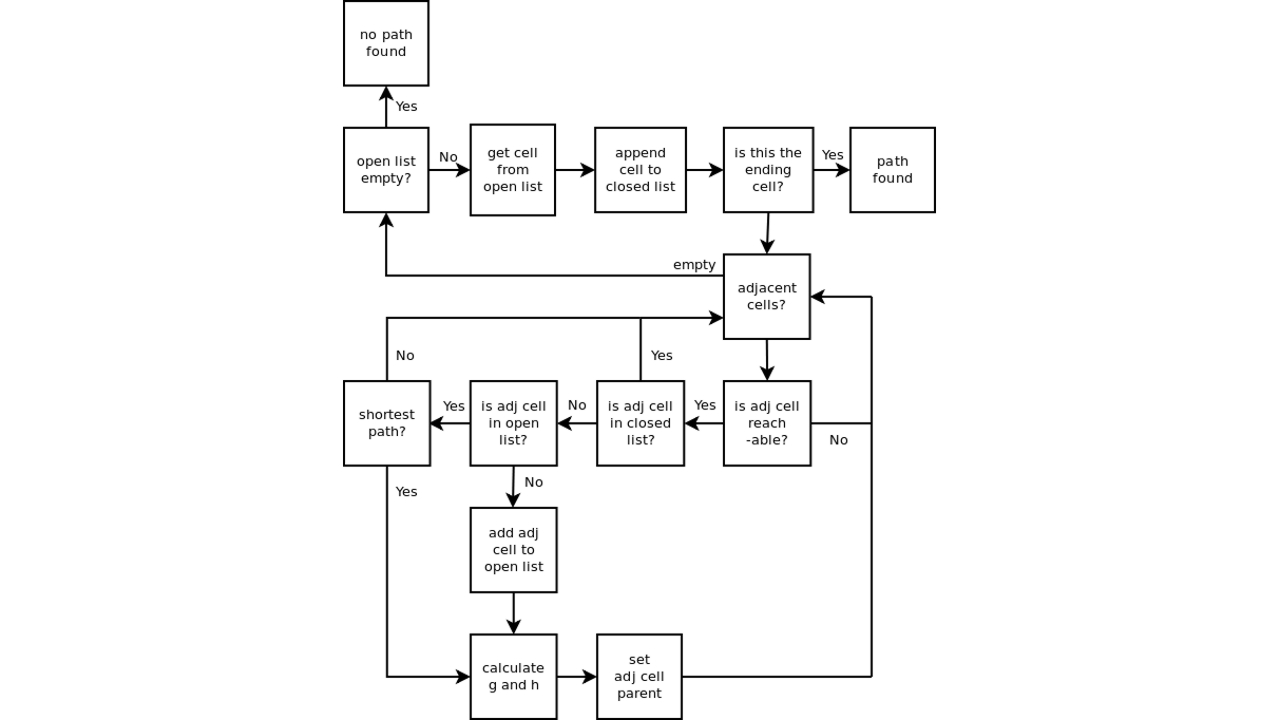 no path
found
Yes
open list
empty?
No
get cell
from
open list
append
cell to
closed list
is this the
ending
cell?
Yes
path
found
empty
adjacent
cells?
No
Yes
shortest
path?
Yes
is adj cell
in open
list?
No
is adj cell
in closed
list?
Yes
is adj cell
reach
-able?
No
Yes
No
add adj
cell to
open list
calculate
g and h
set
adj cell
parent